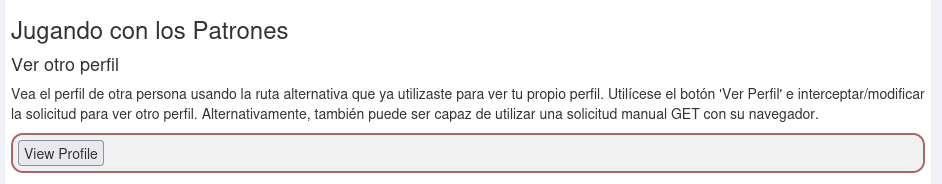 Jugando con los Patrones
Ver otro perfil
Vea el perfil de otra persona usando la ruta alternativa que ya utilizaste para ver tu propio perfil. Utilícese el botón 'Ver Perfil' e interceptar/modificar
la solicitud para ver otro perfil. Alternativamente, también puede ser capaz de utilizar una solicitud manual GET con su navegador.
View Profile